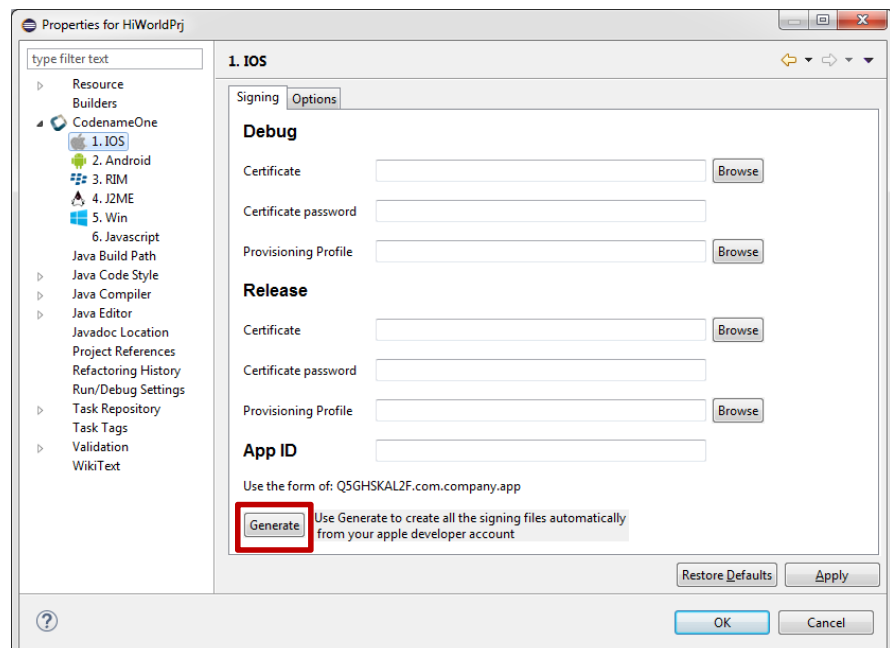 Properties for HiWorldPrj
type filter text
Resource
Builders
CodenameOne
1. IOS
2. Android
3. RIM
4. J2ME
5. Win
6. Javascript
Java Build Path
Java Code Style
Java Compiler
Java Editor
Javadoc Location
Project References
Refactoring History
Run/Debug Settings
Task Repository
Task Tags
Validation
WikiText
1. IOS
Signing Options
Debug
Certificate Browse
Certificate password
Provisioning Profile Browse
Release
Certificate Browse
Certificate password
Provisioning Profile Browse
App ID
Use the form of: Q5GHSKAL2F.com.company.app
Generate Use Generate to create all the signing files automatically
from your apple developer account
Restore Defaults Apply
OK Cancel